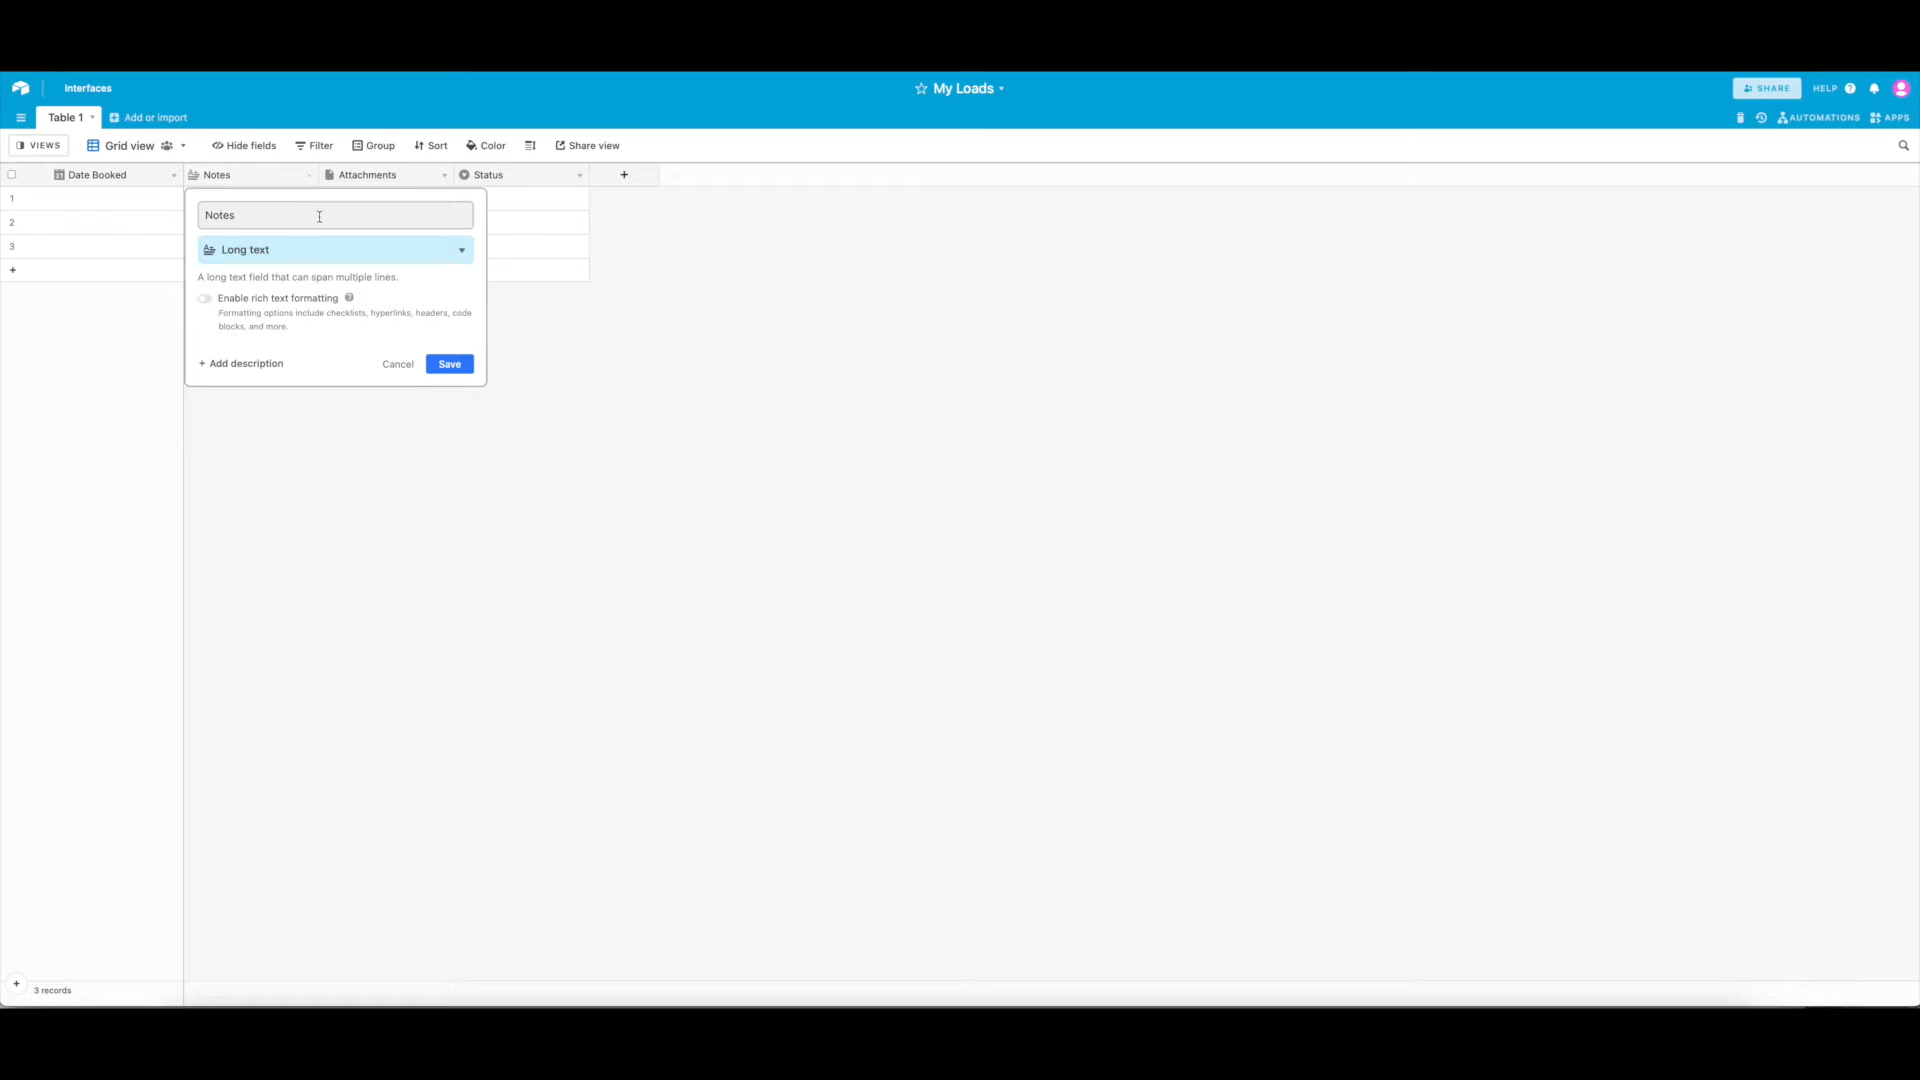 Interfaces
My Loads
SHARE
HELP
Table 1
Add or import
AUTOMATIONS
APPS
VIEWS
Grid view
Hide fields
Filter
Group
Sort
Color
Share view
Date Booked
Notes
Attachments
Status
+
1
2
3
+
Notes
Long text
A long text field that can span multiple lines.
Enable rich text formatting
Formatting options include checklists, hyperlinks, headers, code
blocks, and more.
+ Add description
Cancel
Save
+
3 records